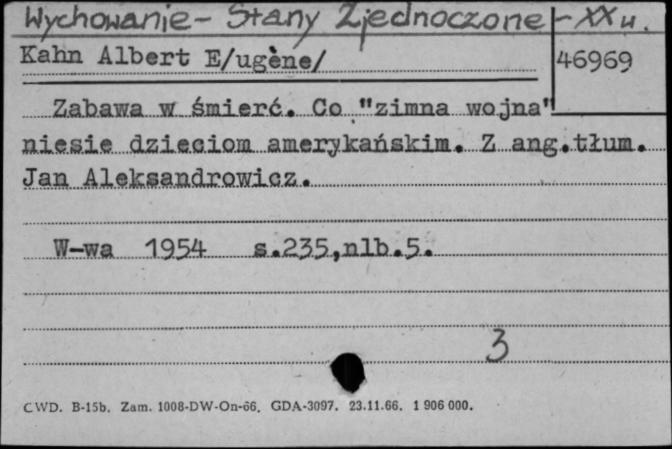 Wychowanie - Stany Zjednoczone - XX w.
Kahn Albert E/ugène/
46969
Zabawa w śmierć. Co "zimna wojna"
niesie dzieciom amerykańskim. Z ang.tłum.
Jan Aleksandrowicz.
W-wa 1954 s.235,nlb.5.
3
CWD. B-15b. Zam. 1008-DW-On-66. GDA-3097. 23.11.66. 1 906 000.